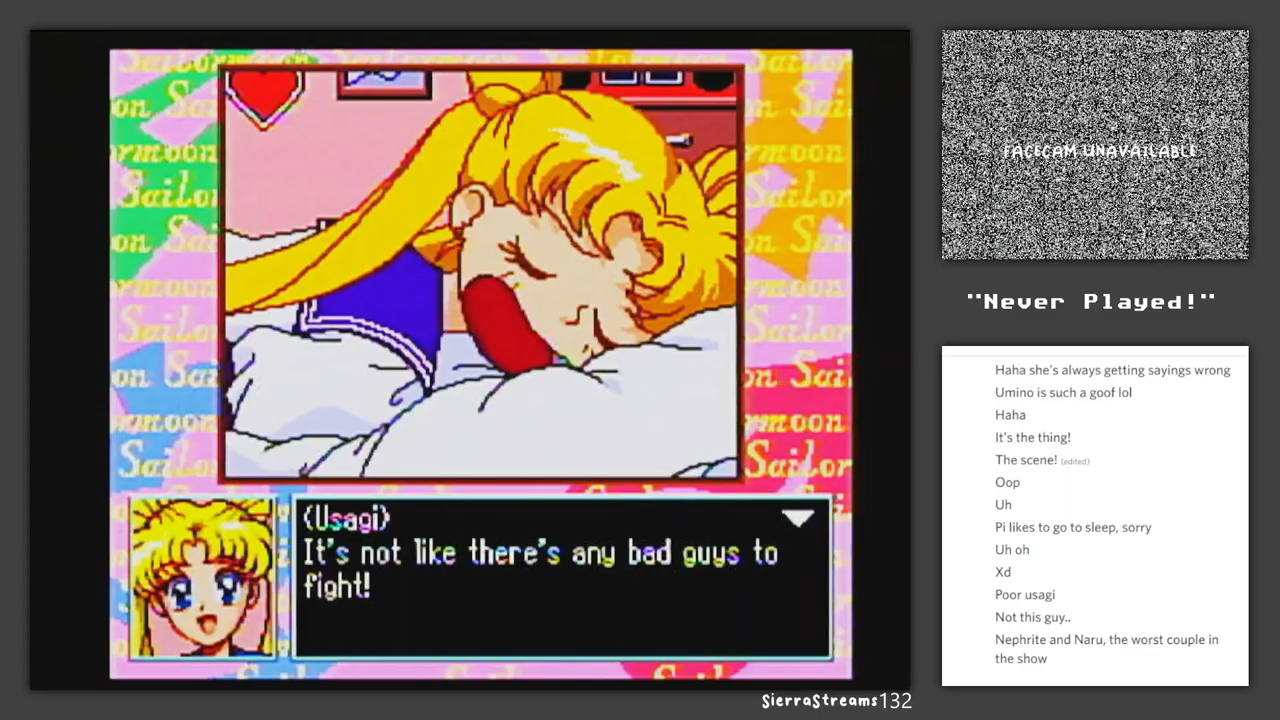 Sailormoon Sailormoon Sailormoon
FACECAM UNAVAILABLE
"Never Played!"
Haha she's always getting sayings wrong
Umino is such a goof lol
Haha
It's the thing!
The scene! (edited)
Oop
Uh
Pi likes to go to sleep, sorry
Uh oh
Xd
Poor usagi
Not this guy..
Nephrite and Naru, the worst couple in
the show
(Usagi)
It's not like there's any bad guys to
fight!
SierraStreams132